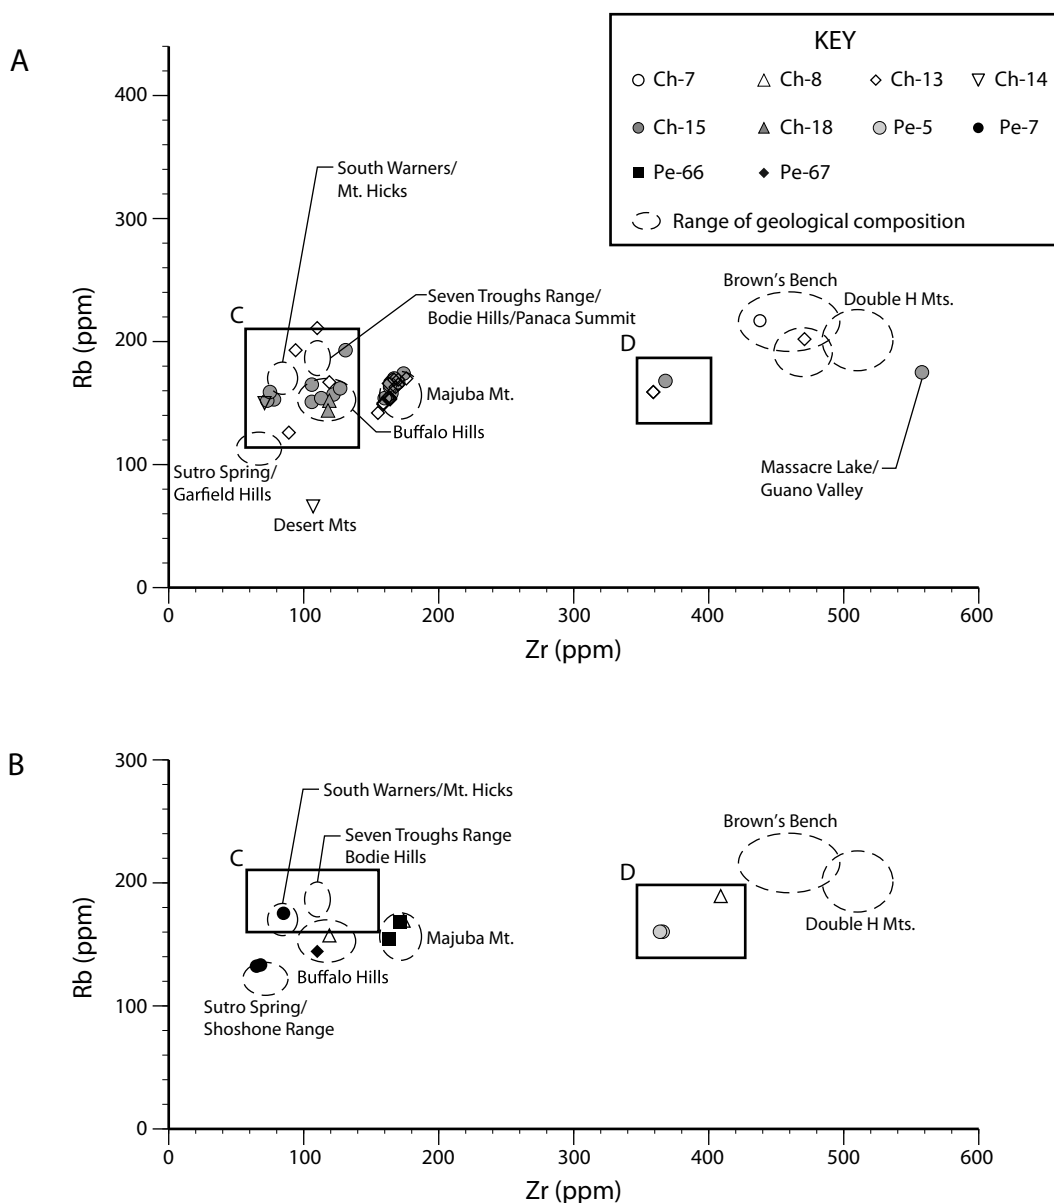 A
KEY
Ch-7 Ch-8 Ch-13 Ch-14
Ch-15 Ch-18 Pe-5 Pe-7
Pe-66 Pe-67
Range of geological composition
Rb (ppm)
400
300
200
100
0
South Warners/
Mt. Hicks
Seven Troughs Range/
Bodie Hills/Panaca Summit
C
Majuba Mt.
Buffalo Hills
Sutro Spring/
Garfield Hills
Desert Mts
Brown's Bench
Double H Mts.
D
Massacre Lake/
Guano Valley
0 100 200 300 400 500 600
Zr (ppm)
B
Rb (ppm)
300
200
100
0
South Warners/Mt. Hicks
Seven Troughs Range
Bodie Hills
C
Majuba Mt.
Buffalo Hills
Sutro Spring/
Shoshone Range
Brown's Bench
D
Double H Mts.
0 100 200 300 400 500 600
Zr (ppm)